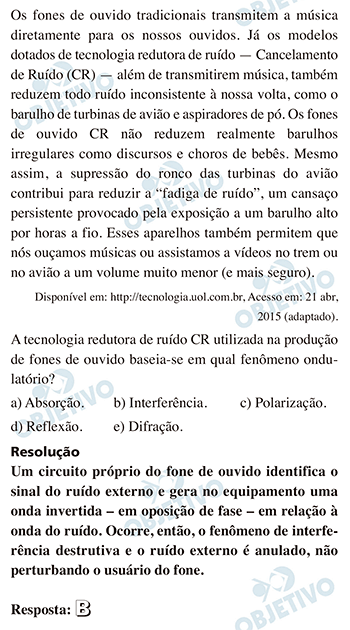 Os fones de ouvido tradicionais transmitem a música
diretamente para os nossos ouvidos. Já os modelos
dotados de tecnologia redutora de ruído — Cancelamento
de Ruído (CR) — além de transmitirem música, também
reduzem todo ruído inconsistente à nossa volta, como o
barulho de turbinas de avião e aspiradores de pó. Os fones
de ouvido CR não reduzem realmente barulhos
irregulares como discursos e choros de bebês. Mesmo
assim, a supressão do ronco das turbinas do avião
contribui para reduzir a “fadiga de ruído”, um cansaço
persistente provocado pela exposição a um barulho alto
por horas a fio. Esses aparelhos também permitem que
nós ouçamos músicas ou assistamos a vídeos no trem ou
no avião a um volume muito menor (e mais seguro).
Disponível em: http://tecnologia.uol.com.br, Acesso em: 21 abr,
2015 (adaptado).
A tecnologia redutora de ruído CR utilizada na produção
de fones de ouvido baseia-se em qual fenômeno ondu-
latório?
a) Absorção. b) Interferência. c) Polarização.
d) Reflexão. e) Difração.
Resolução
Um circuito próprio do fone de ouvido identifica o
sinal do ruído externo e gera no equipamento uma
onda invertida – em oposição de fase – em relação à
onda do ruído. Ocorre, então, o fenômeno de interfe-
rência destrutiva e o ruído externo é anulado, não
perturbando o usuário do fone.
Resposta: B
OBJETIVO
OBJETIVO
OBJETIVO
OBJETIVO
OBJETIVO
OBJETIVO